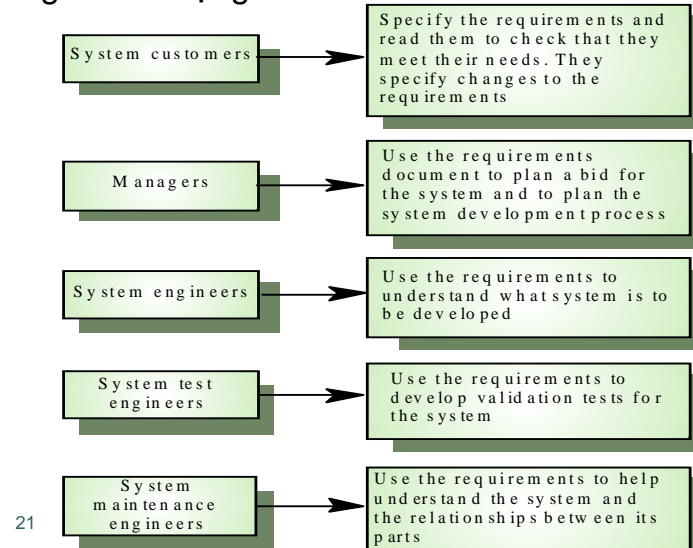 System customers
Specify the requirements and
read them to check that they
meet their needs. They
specify changes to the
requirements
Managers
Use the requirements
document to plan a bid for
the system and to plan the
system development process
System engineers
Use the requirements to
understand what system is to
be developed
System test
engineers
Use the requirements to
develop validation tests for
the system
System
maintenance
engineers
Use the requirements to help
understand the system and
the relationships between its
parts
21